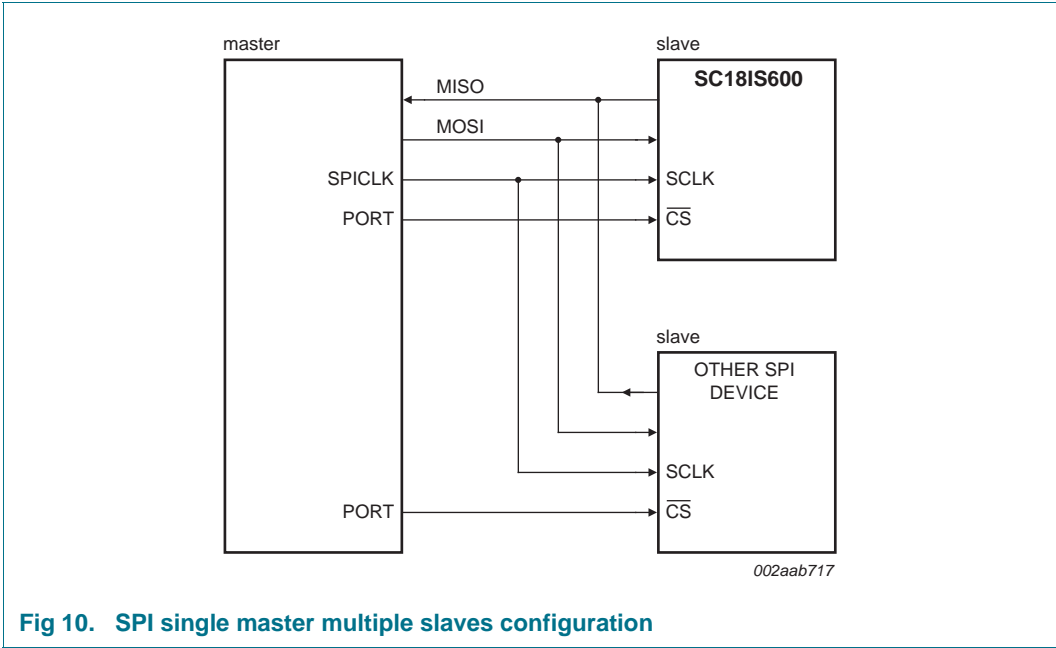 master
slave
SC18IS600
MISO
MOSI
SPICLK
SCLK
PORT
CS
slave
OTHER SPI
DEVICE
SCLK
PORT
CS
002aab717
Fig 10. SPI single master multiple slaves configuration